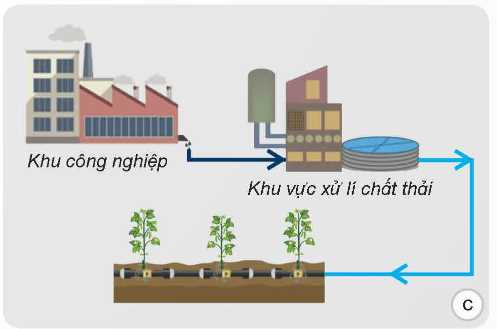 Khu công nghiệp
Khu vực xử lí chất thải
C